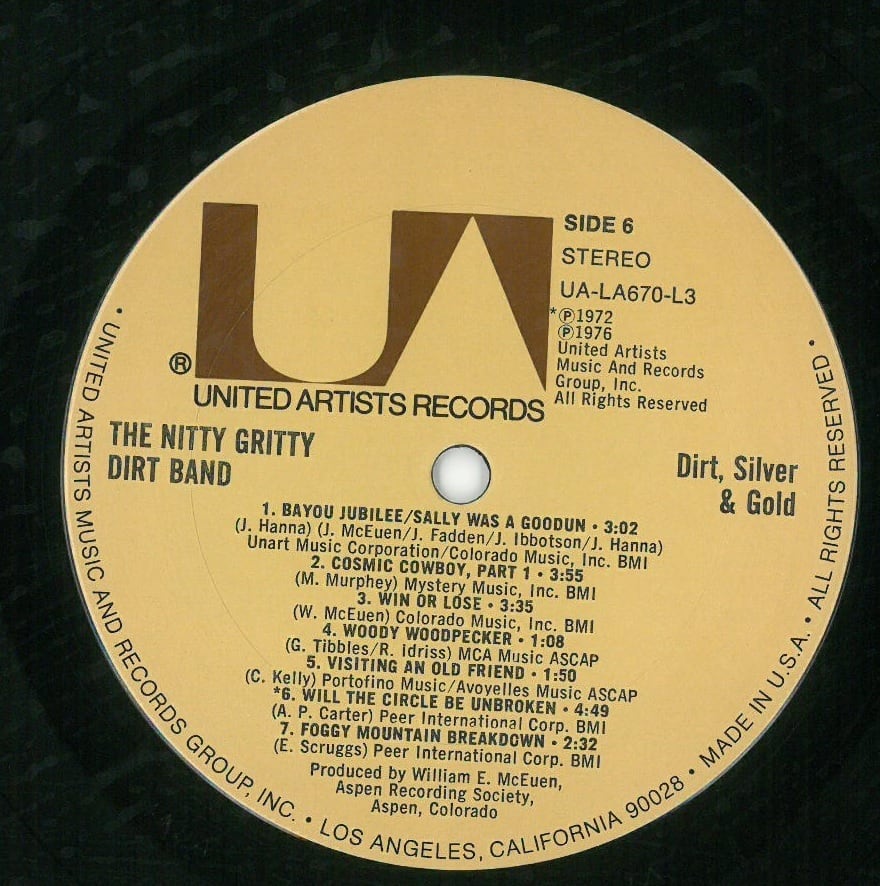 UA
SIDE 6
STEREO
UA-LA670-L3
*Ⓟ1972
Ⓟ1976
United Artists
Music And Records
Group, Inc.
All Rights Reserved
®
UNITED ARTISTS RECORDS
THE NITTY GRITTY
DIRT BAND
Dirt, Silver
& Gold
1. BAYOU JUBILEE/SALLY WAS A GOODUN • 3:02
(J. Hanna) (J. McEuen/J. Fadden/J. Ibbotson/J. Hanna)
Unart Music Corporation/Colorado Music, Inc. BMI
2. COSMIC COWBOY, PART 1 • 3:55
(M. Murphey) Mystery Music, Inc. BMI
3. WIN OR LOSE • 3:35
(W. McEuen) Colorado Music, Inc. BMI
4. WOODY WOODPECKER • 1:08
(G. Tibbles/R. Idriss) MCA Music ASCAP
5. VISITING AN OLD FRIEND • 1:50
(C. Kelly) Portofino Music/Avoyelles Music ASCAP
*6. WILL THE CIRCLE BE UNBROKEN • 4:49
(A. P. Carter) Peer International Corp. BMI
7. FOGGY MOUNTAIN BREAKDOWN • 2:32
(E. Scruggs) Peer International Corp. BMI
Produced by William E. McEuen,
Aspen Recording Society,
Aspen, Colorado
• UNITED ARTISTS MUSIC AND RECORDS GROUP, INC. • LOS ANGELES, CALIFORNIA 90028 • MADE IN U.S.A. • ALL RIGHTS RESERVED •